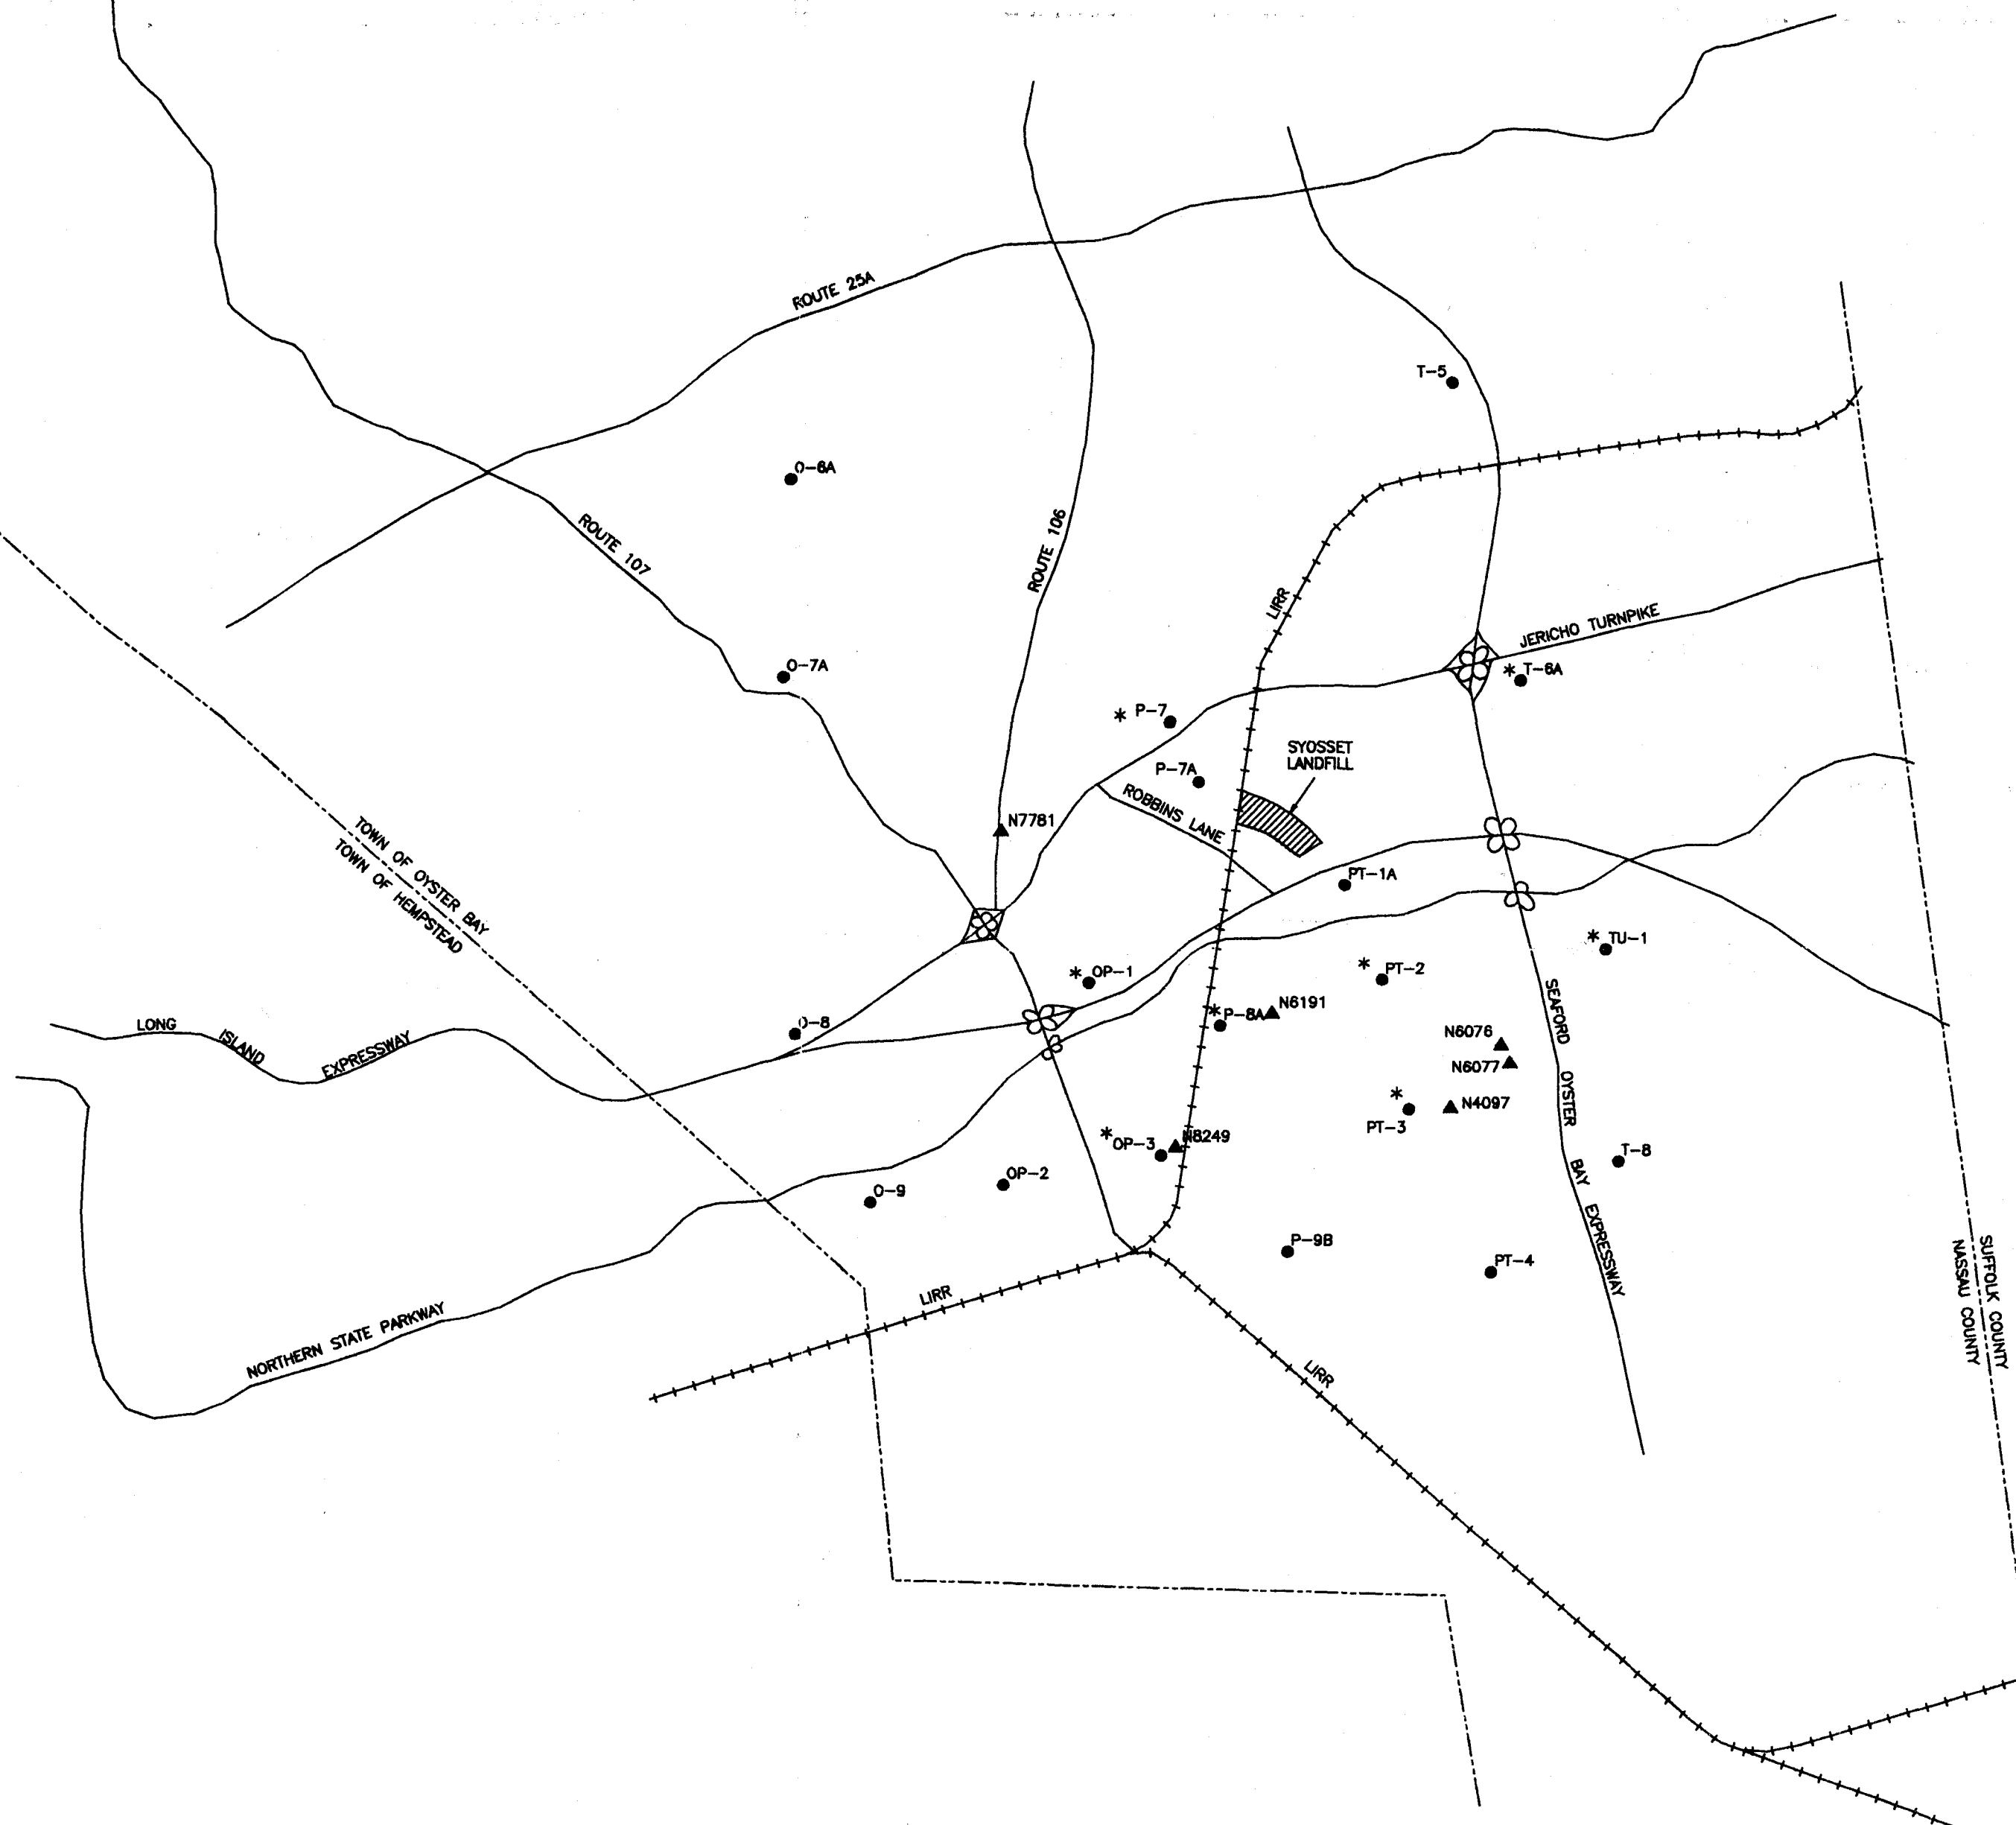 ROUTE 25A
T-5
O-6A
ROUTE 107
ROUTE 106
LIRR
JERICHO TURNPIKE
O-7A
* T-6A
* P-7
SYOSSET
LANDFILL
P-7A
ROBBINS LANE
N7781
TOWN OF OYSTER BAY
TOWN OF HEMPSTEAD
PT-1A
* TU-1
* OP-1
* PT-2
SEAFORD OYSTER BAY EXPRESSWAY
N6191
* P-8A
O-8
LONG ISLAND EXPRESSWAY
N6076
N6077
*
PT-3
N4097
* OP-3
N8249
T-8
OP-2
O-9
P-9B
PT-4
SUFFOLK COUNTY
NASSAU COUNTY
LIRR
NORTHERN STATE PARKWAY
LIRR